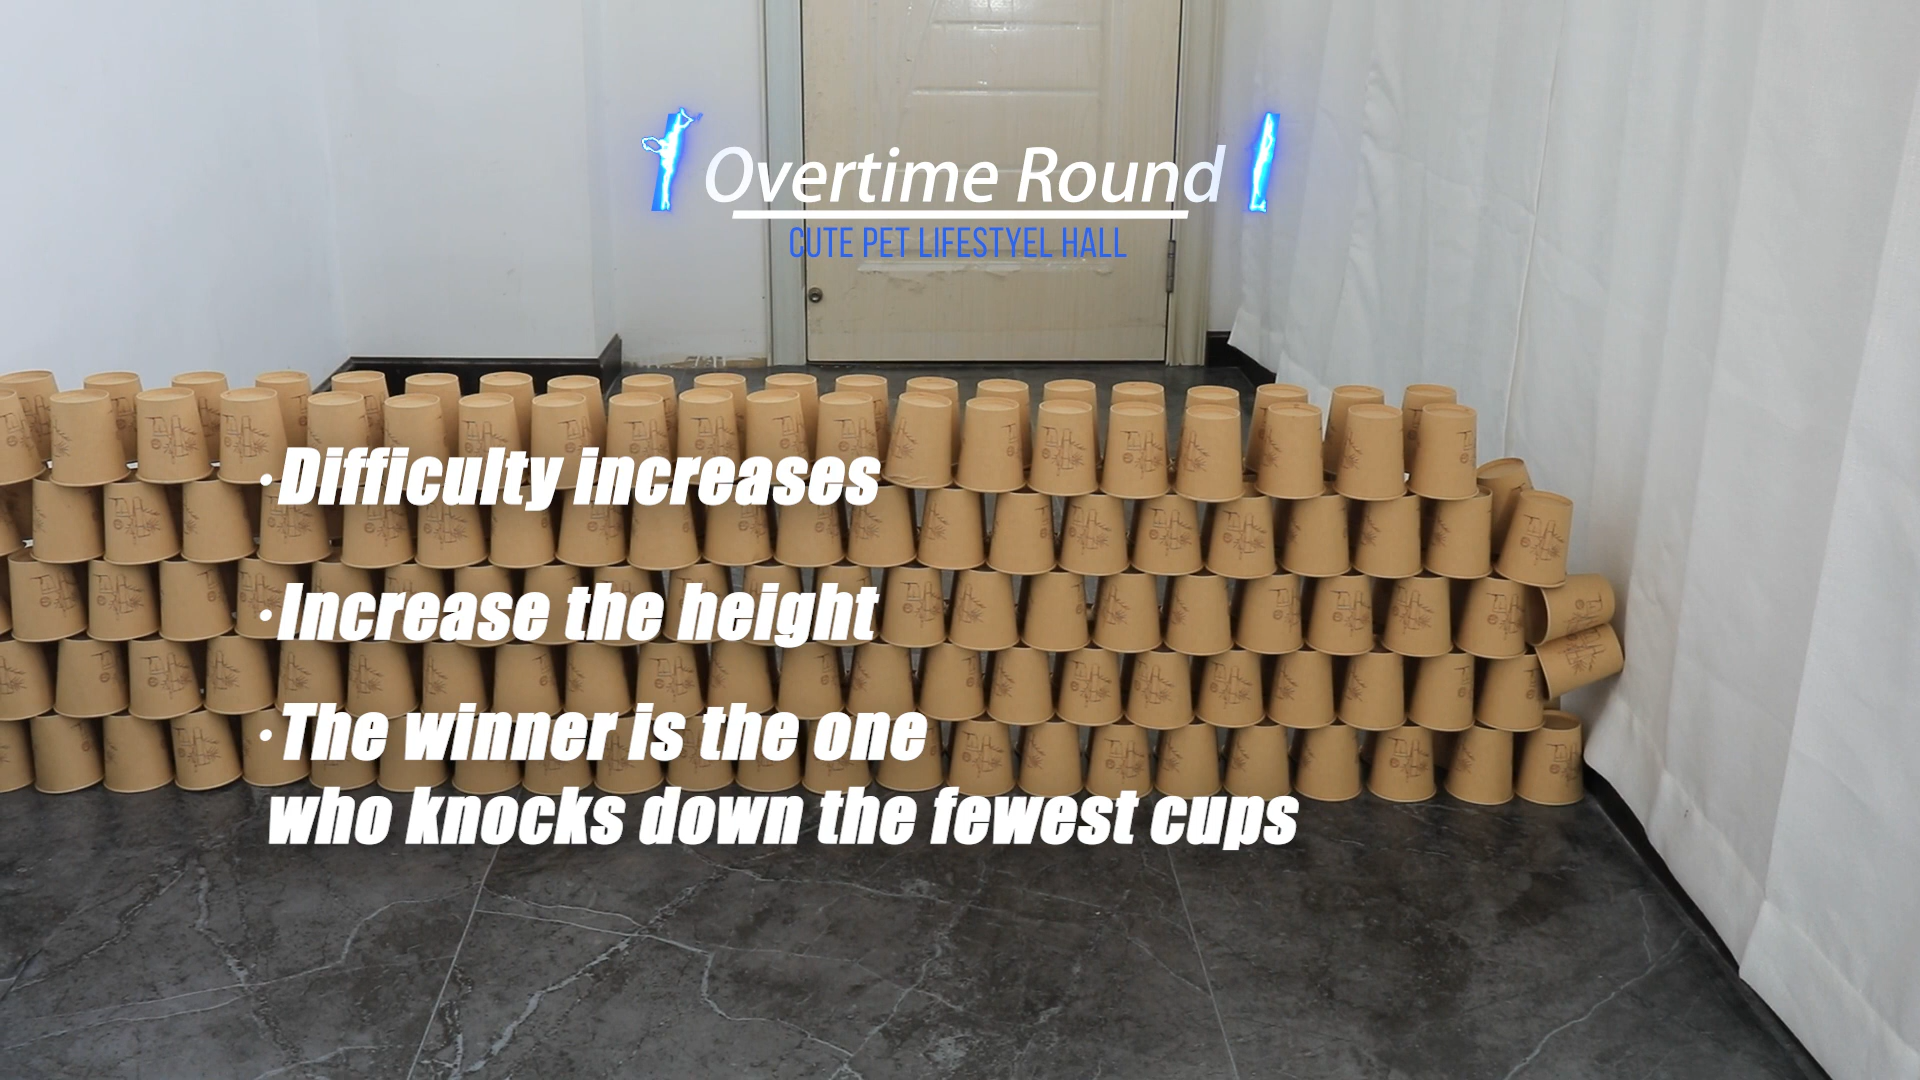 Overtime Round
CUTE PET LIFESTYEL HALL
·Difficulty increases
·Increase the height
·The winner is the one
who knocks down the fewest cups